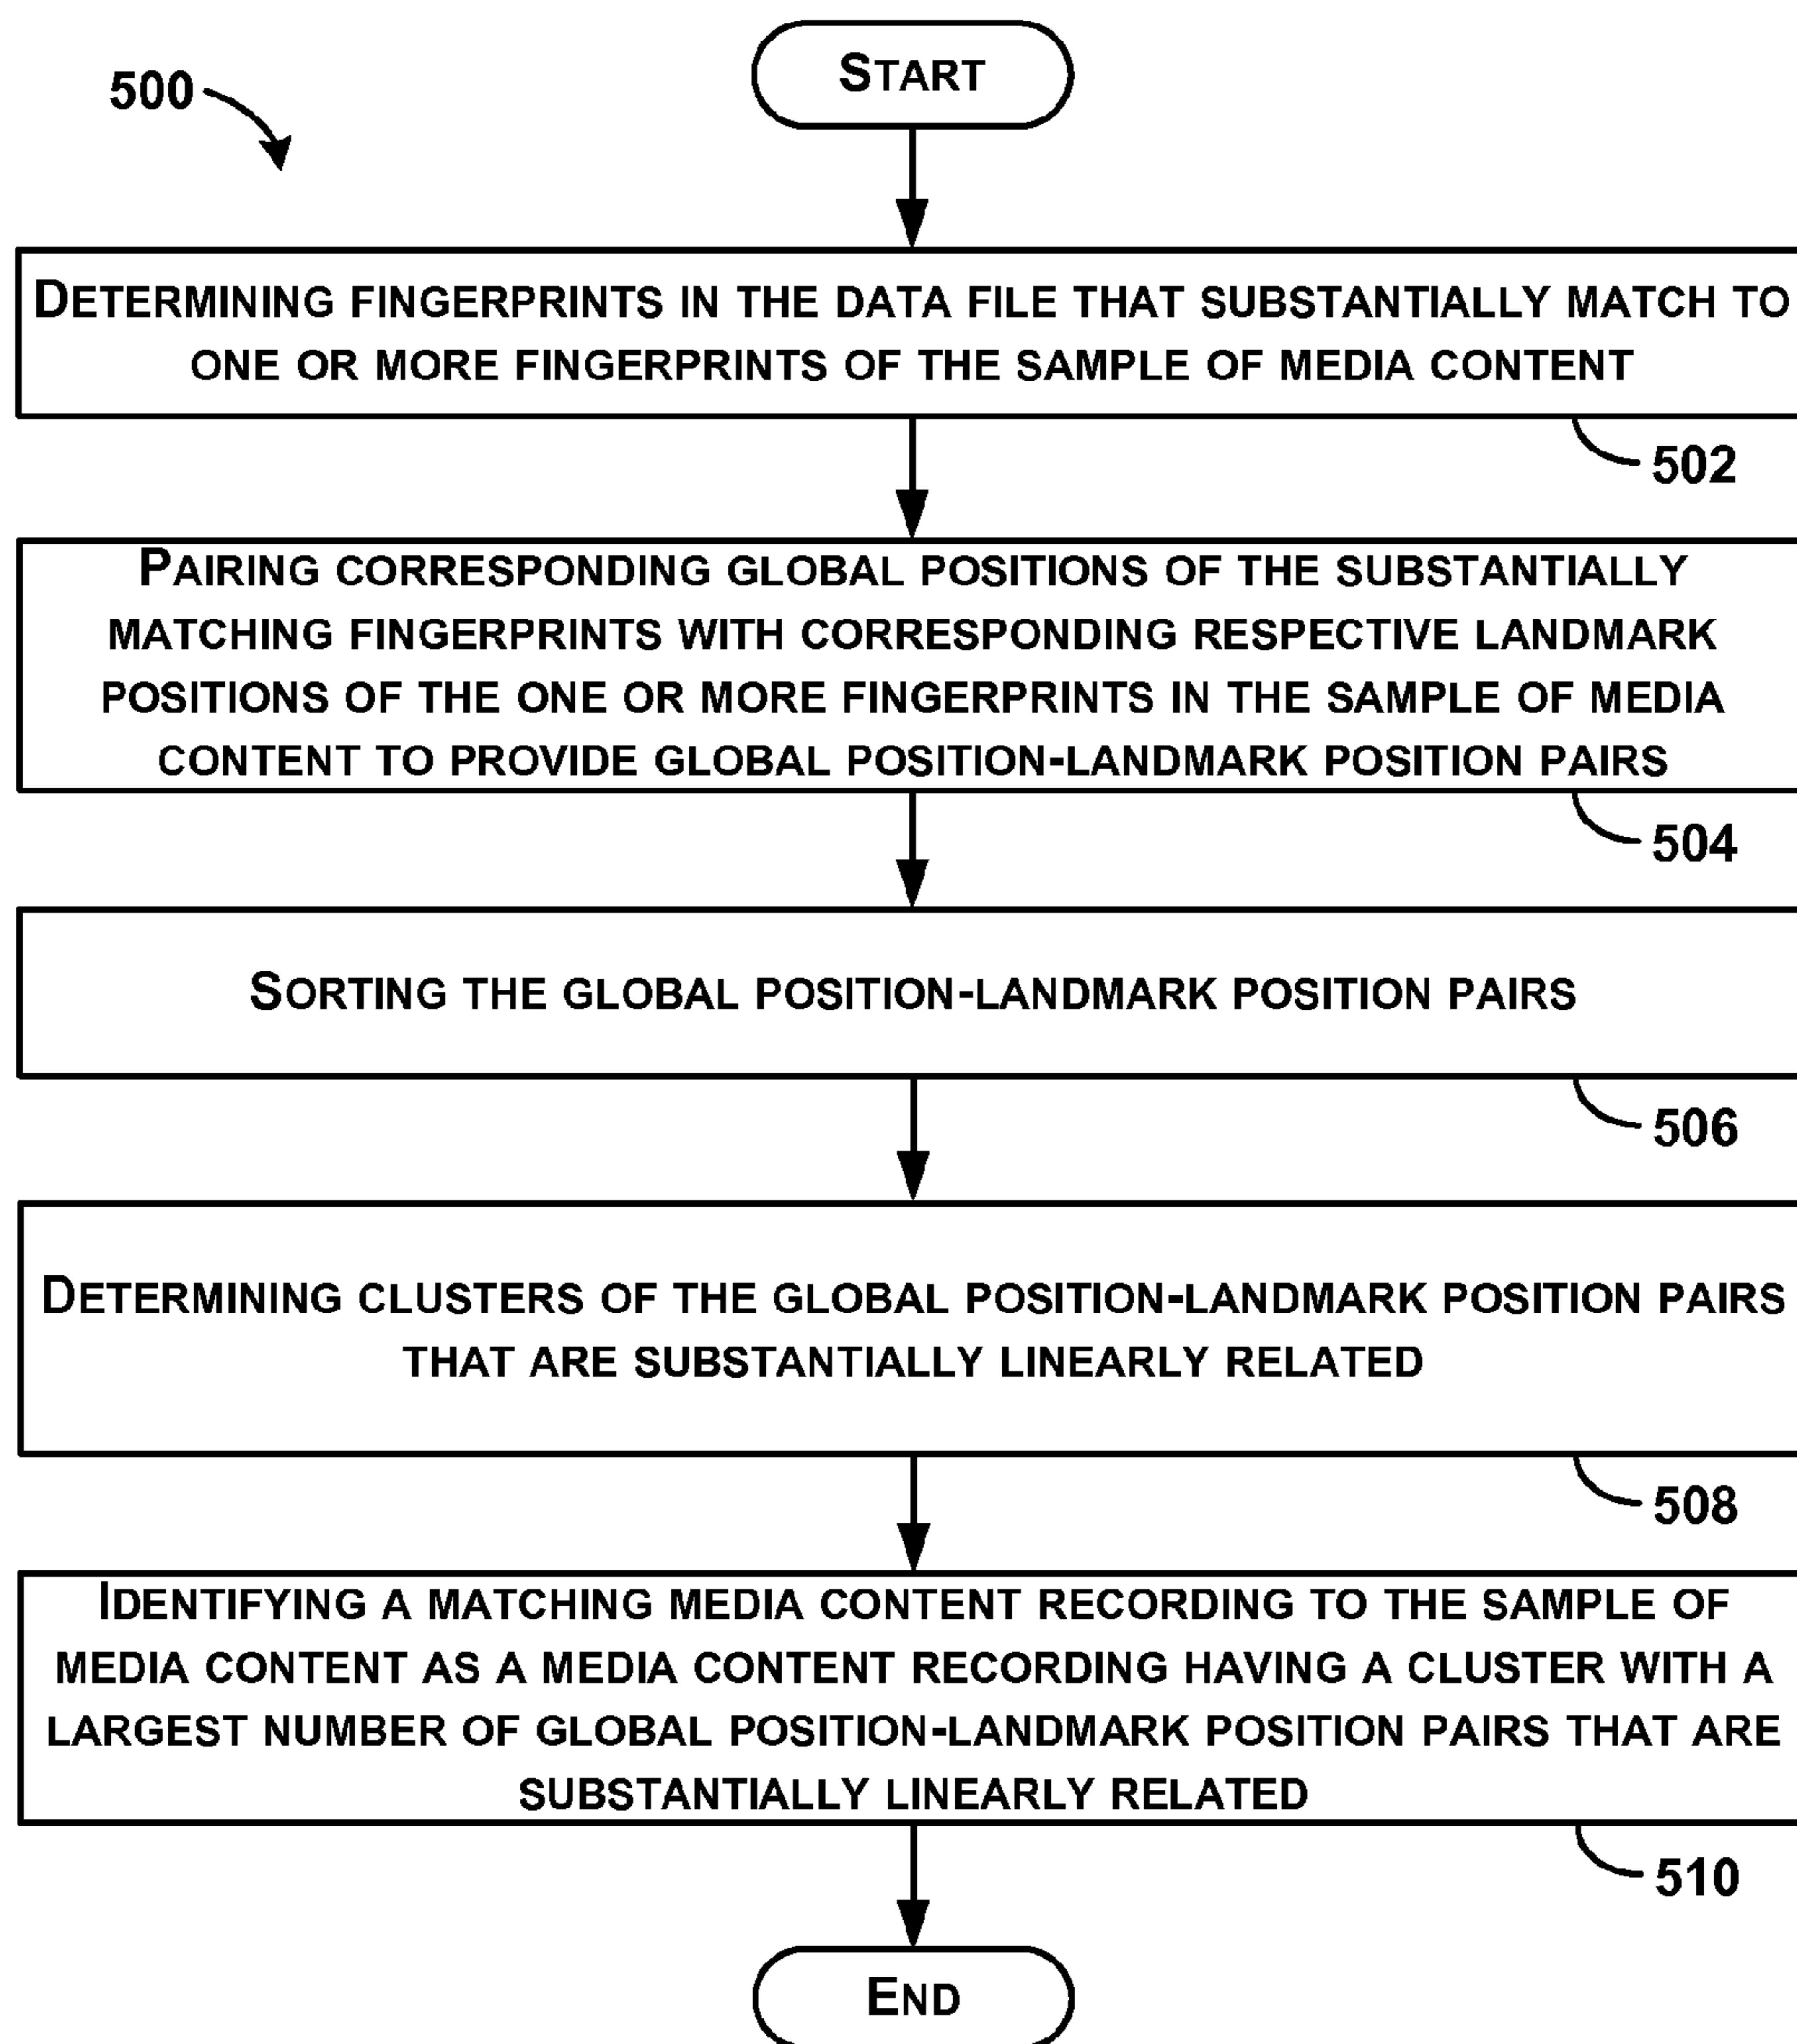 START
500
DETERMINING FINGERPRINTS IN THE DATA FILE THAT SUBSTANTIALLY MATCH TO
ONE OR MORE FINGERPRINTS OF THE SAMPLE OF MEDIA CONTENT
502
PAIRING CORRESPONDING GLOBAL POSITIONS OF THE SUBSTANTIALLY
MATCHING FINGERPRINTS WITH CORRESPONDING RESPECTIVE LANDMARK
POSITIONS OF THE ONE OR MORE FINGERPRINTS IN THE SAMPLE OF MEDIA
CONTENT TO PROVIDE GLOBAL POSITION-LANDMARK POSITION PAIRS
504
SORTING THE GLOBAL POSITION-LANDMARK POSITION PAIRS
506
DETERMINING CLUSTERS OF THE GLOBAL POSITION-LANDMARK POSITION PAIRS
THAT ARE SUBSTANTIALLY LINEARLY RELATED
508
IDENTIFYING A MATCHING MEDIA CONTENT RECORDING TO THE SAMPLE OF
MEDIA CONTENT AS A MEDIA CONTENT RECORDING HAVING A CLUSTER WITH A
LARGEST NUMBER OF GLOBAL POSITION-LANDMARK POSITION PAIRS THAT ARE
SUBSTANTIALLY LINEARLY RELATED
510
END